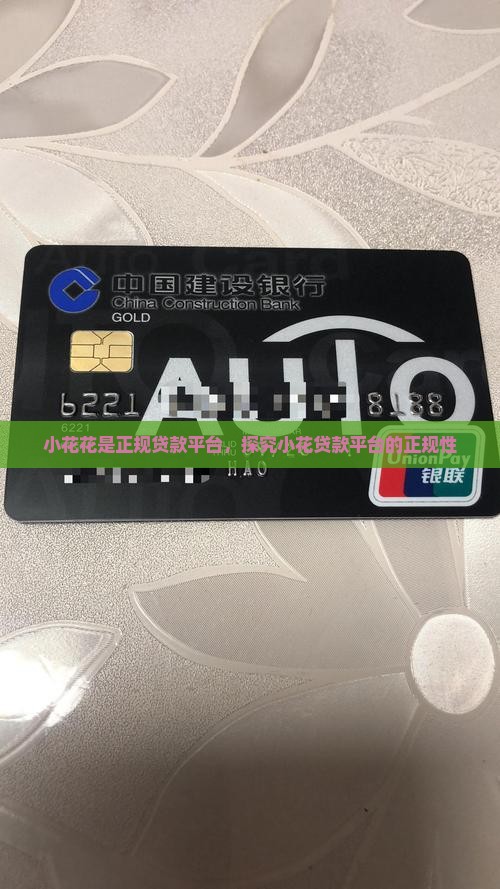 Auto Card
中国建设银行
China Construction Bank
GOLD
AUTO
6221 8188
6221
小花花是正规贷款平台，探究小花贷款平台的正规性
HAO
UnionPay
银联